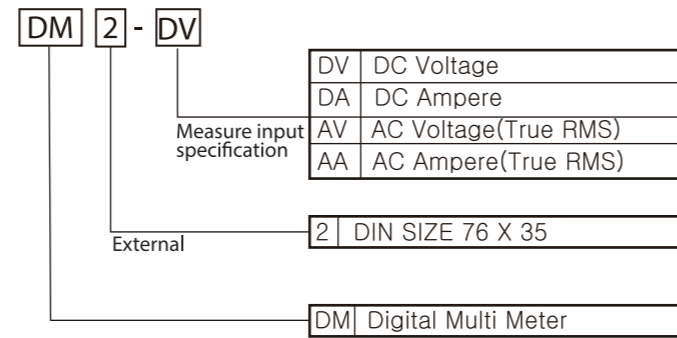 DM 2 - DV
DV DC Voltage
DA DC Ampere
Measure input specification
AV AC Voltage(True RMS)
AA AC Ampere(True RMS)
External
2 DIN SIZE 76 X 35
DM Digital Multi Meter